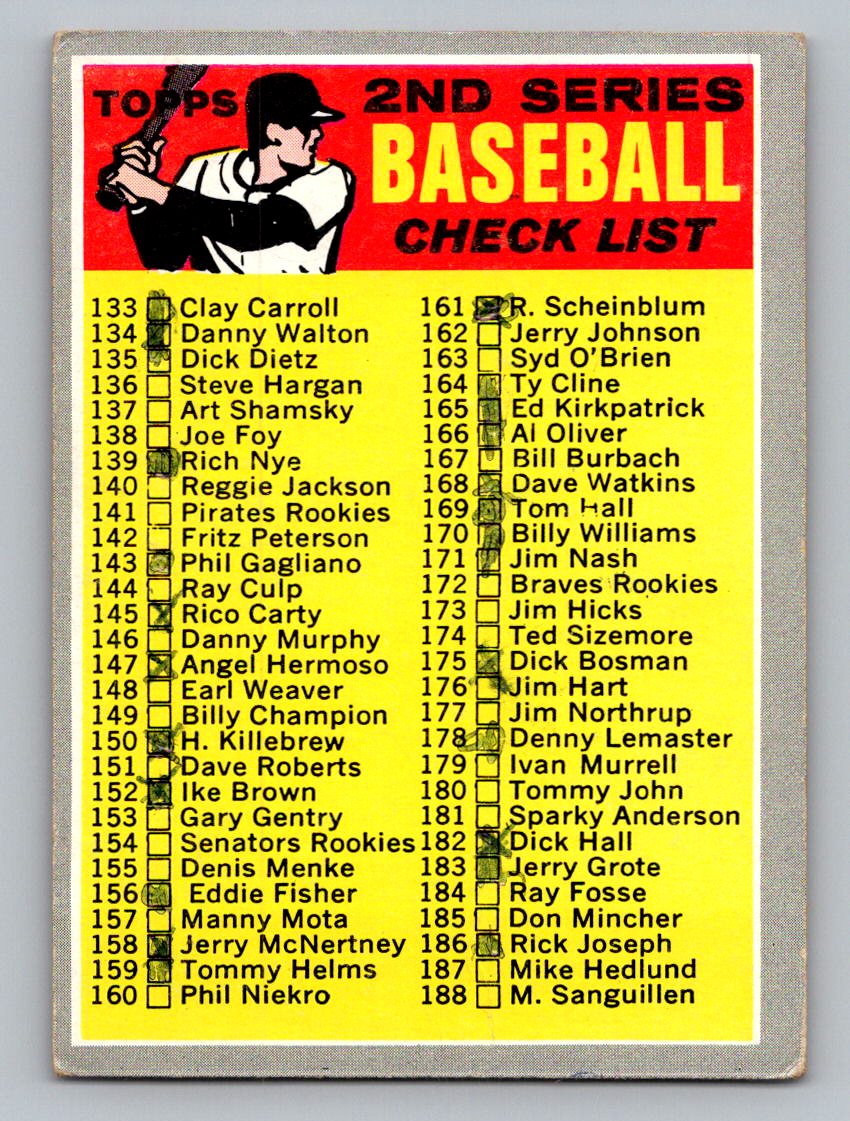 TOPPS
2ND SERIES
BASEBALL
CHECK LIST
133 Clay Carroll
134 Danny Walton
135 Dick Dietz
136 Steve Hargan
137 Art Shamsky
138 Joe Foy
139 Rich Nye
140 Reggie Jackson
141 Pirates Rookies
142 Fritz Peterson
143 Phil Gagliano
144 Ray Culp
145 Rico Carty
146 Danny Murphy
147 Angel Hermoso
148 Earl Weaver
149 Billy Champion
150 H. Killebrew
151 Dave Roberts
152 Ike Brown
153 Gary Gentry
154 Senators Rookies
155 Denis Menke
156 Eddie Fisher
157 Manny Mota
158 Jerry McNertney
159 Tommy Helms
160 Phil Niekro
161 R. Scheinblum
162 Jerry Johnson
163 Syd O'Brien
164 Ty Cline
165 Ed Kirkpatrick
166 Al Oliver
167 Bill Burbach
168 Dave Watkins
169 Tom Hall
170 Billy Williams
171 Jim Nash
172 Braves Rookies
173 Jim Hicks
174 Ted Sizemore
175 Dick Bosman
176 Jim Hart
177 Jim Northrup
178 Denny Lemaster
179 Ivan Murrell
180 Tommy John
181 Sparky Anderson
182 Dick Hall
183 Jerry Grote
184 Ray Fosse
185 Don Mincher
186 Rick Joseph
187 Mike Hedlund
188 M. Sanguillen